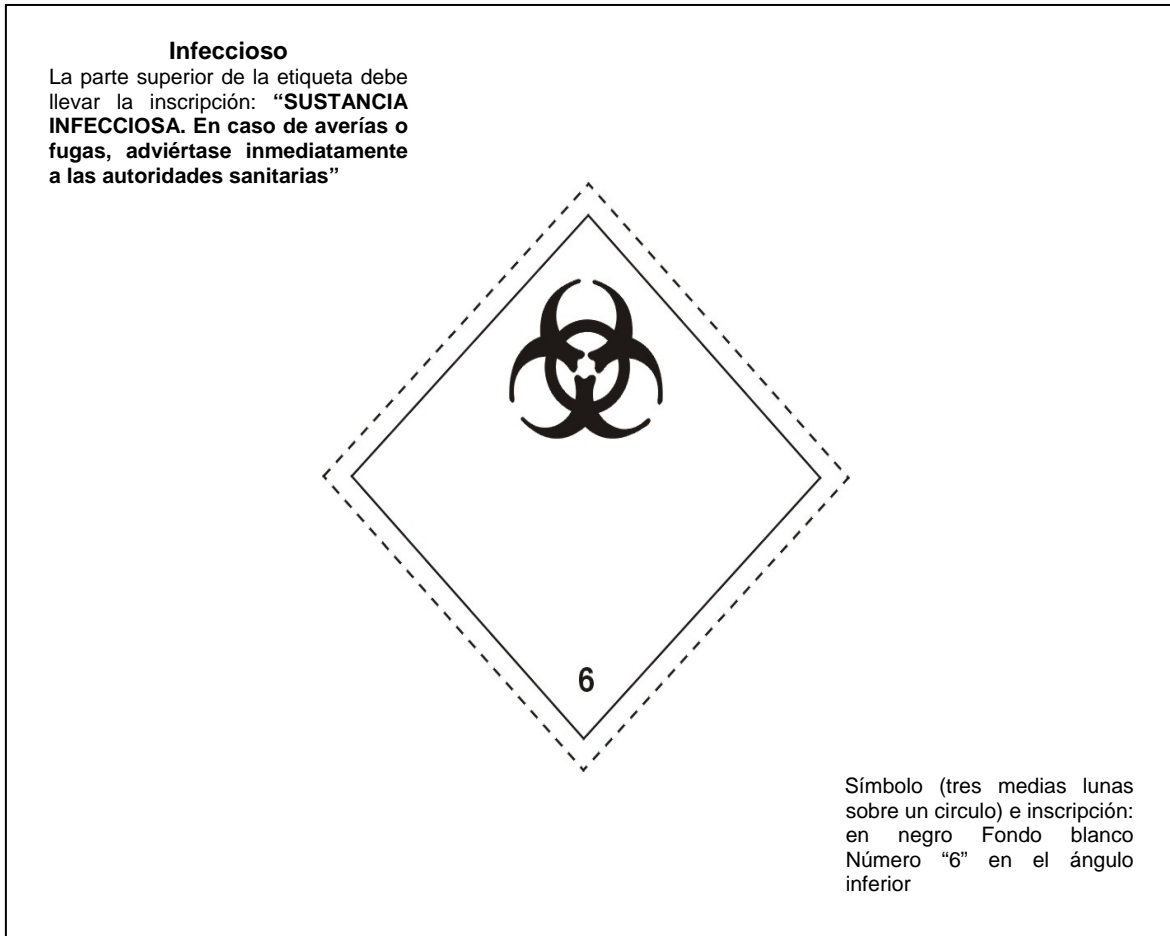 Infeccioso
La parte superior de la etiqueta debe
llevar la inscripción: “SUSTANCIA
INFECCIOSA. En caso de averías o
fugas, adviértase inmediatamente
a las autoridades sanitarias”
6
Símbolo (tres medias lunas
sobre un circulo) e inscripción:
en negro Fondo blanco
Número “6” en el ángulo
inferior